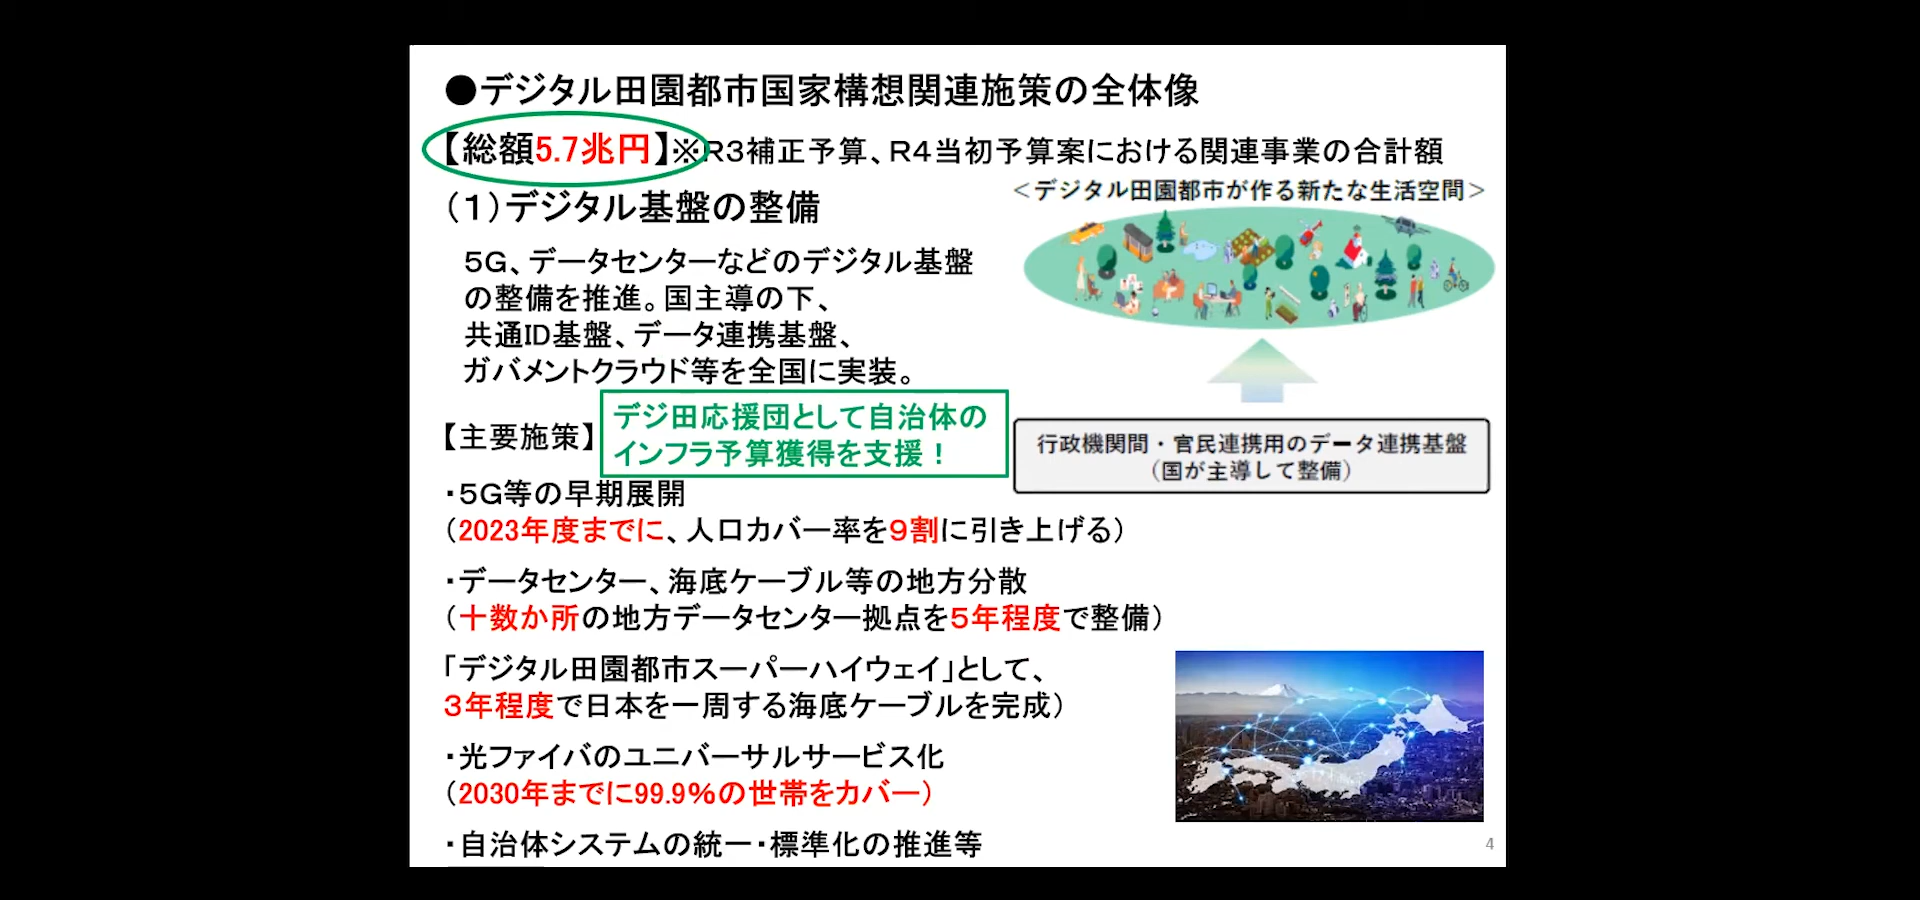 ●デジタル田園都市国家構想関連施策の全体像
【総額5.7兆円】※R3補正予算、R4当初予算案における関連事業の合計額
(1)デジタル基盤の整備
5G、データセンターなどのデジタル基盤
の整備を推進。国主導の下、
共通ID基盤、データ連携基盤、
ガバメントクラウド等を全国に実装。
<デジタル田園都市が作る新たな生活空間>
行政機関間・官民連携用のデータ連携基盤
(国が主導して整備)
【主要施策】
デジ田応援団として自治体の
インフラ予算獲得を支援!
・5G等の早期展開
(2023年度までに、人口カバー率を9割に引き上げる)
・データセンター、海底ケーブル等の地方分散
(十数か所の地方データセンター拠点を5年程度で整備)
「デジタル田園都市スーパーハイウェイ」として、
3年程度で日本を一周する海底ケーブルを完成)
・光ファイバのユニバーサルサービス化
(2030年までに99.9%の世帯をカバー)
・自治体システムの統一・標準化の推進等
4